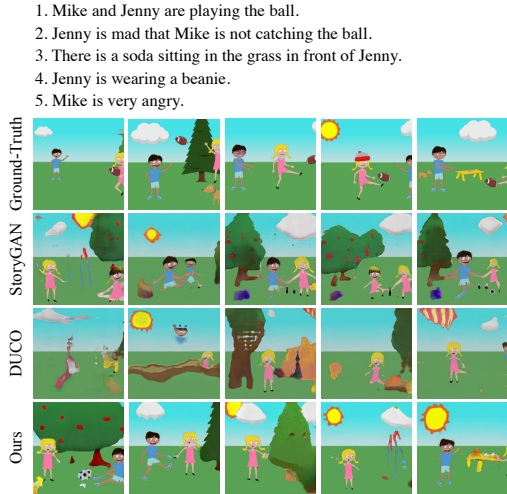 1. Mike and Jenny are playing the ball.
2. Jenny is mad that Mike is not catching the ball.
3. There is a soda sitting in the grass in front of Jenny.
4. Jenny is wearing a beanie.
5. Mike is very angry.
Ground-Truth
StoryGAN
DUCO
Ours